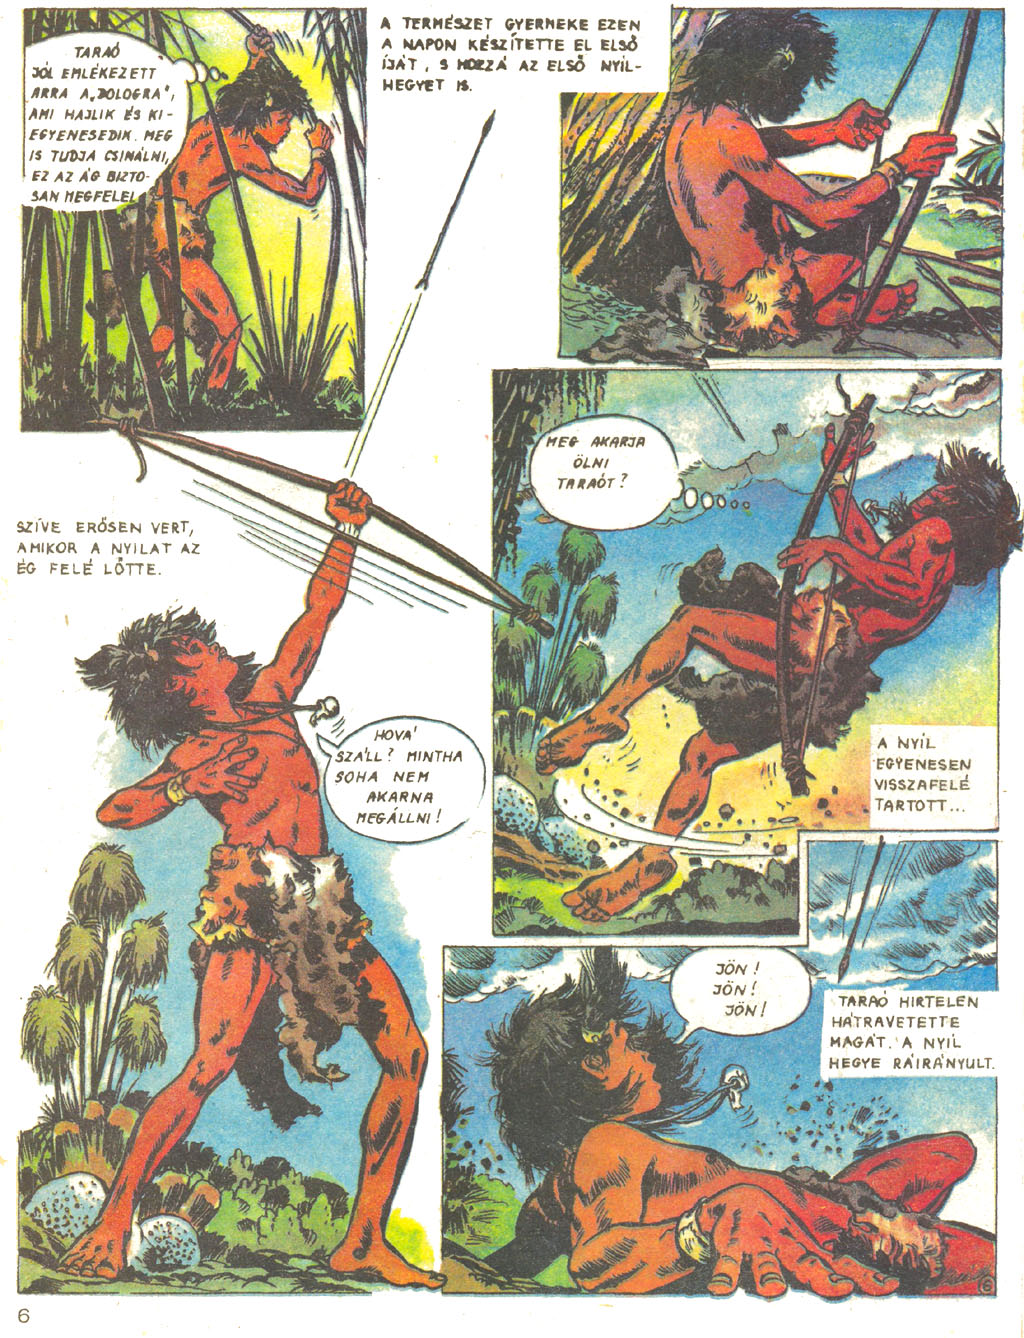 TARAÓ
JÓL EMLÉKEZETT
ARRA A „DOLOGRA",
AMI HAJLIK ÉS KI-
EGYENESEDIK. MEG
IS TUDJA CSINÁLNI,
EZ AZ ÁG BIZTO-
SAN MEGFELEL
A TERMÉSZET GYERMEKE EZEN
A NAPON KÉSZÍTETTE EL ELSŐ
ÍJÁT, S HOZZÁ AZ ELSŐ NYÍL-
HEGYET IS.
SZÍVE ERŐSEN VERT,
AMIKOR A NYILAT AZ
ÉG FELÉ LŐTTE.
HOVÁ
SZÁLL? MINTHA
SOHA NEM
AKARNA
MEGÁLLNI!
MEG AKARJA
ÖLNI
TARAÓT?
A NYÍL
EGYENESEN
VISSZAFELÉ
TARTOTT...
JÖN!
JÖN!
JÖN!
TARAÓ HIRTELEN
HÁTRAVETETTE
MAGÁT. A NYÍL
HEGYE RÁIRÁNYULT.
6
6